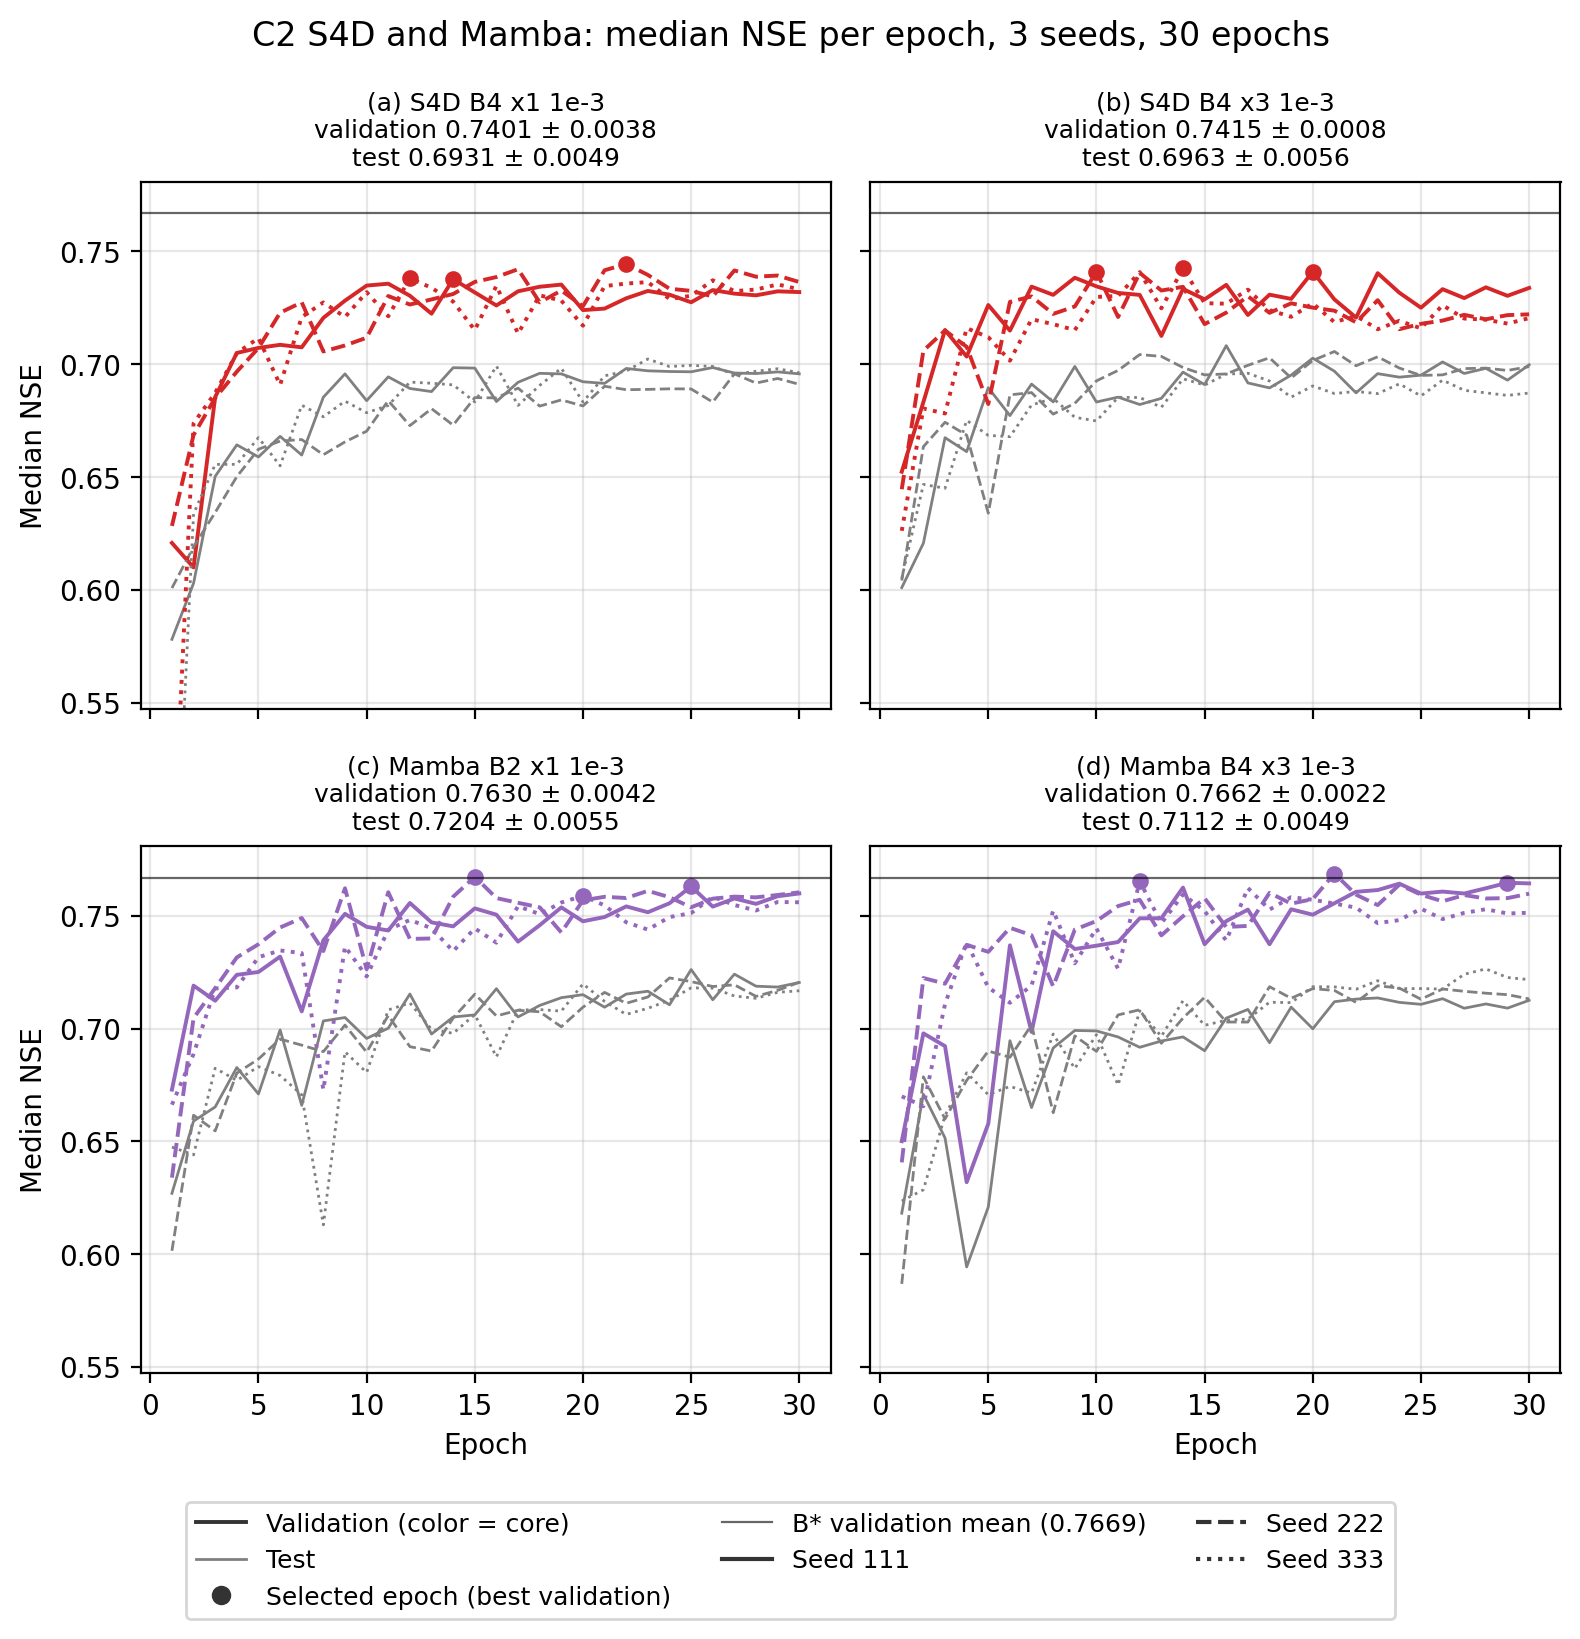 C2 S4D and Mamba: median NSE per epoch, 3 seeds, 30 epochs
(a) S4D B4 x1 1e-3
validation 0.7401 ± 0.0038
test 0.6931 ± 0.0049
(b) S4D B4 x3 1e-3
validation 0.7415 ± 0.0008
test 0.6963 ± 0.0056
Median NSE
0.75
0.70
0.65
0.60
0.55
(c) Mamba B2 x1 1e-3
validation 0.7630 ± 0.0042
test 0.7204 ± 0.0055
(d) Mamba B4 x3 1e-3
validation 0.7662 ± 0.0022
test 0.7112 ± 0.0049
Median NSE
0.75
0.70
0.65
0.60
0.55
0 5 10 15 20 25 30
0 5 10 15 20 25 30
Epoch
Epoch
Validation (color = core)
Test
Selected epoch (best validation)
B* validation mean (0.7669)
Seed 111
Seed 222
Seed 333